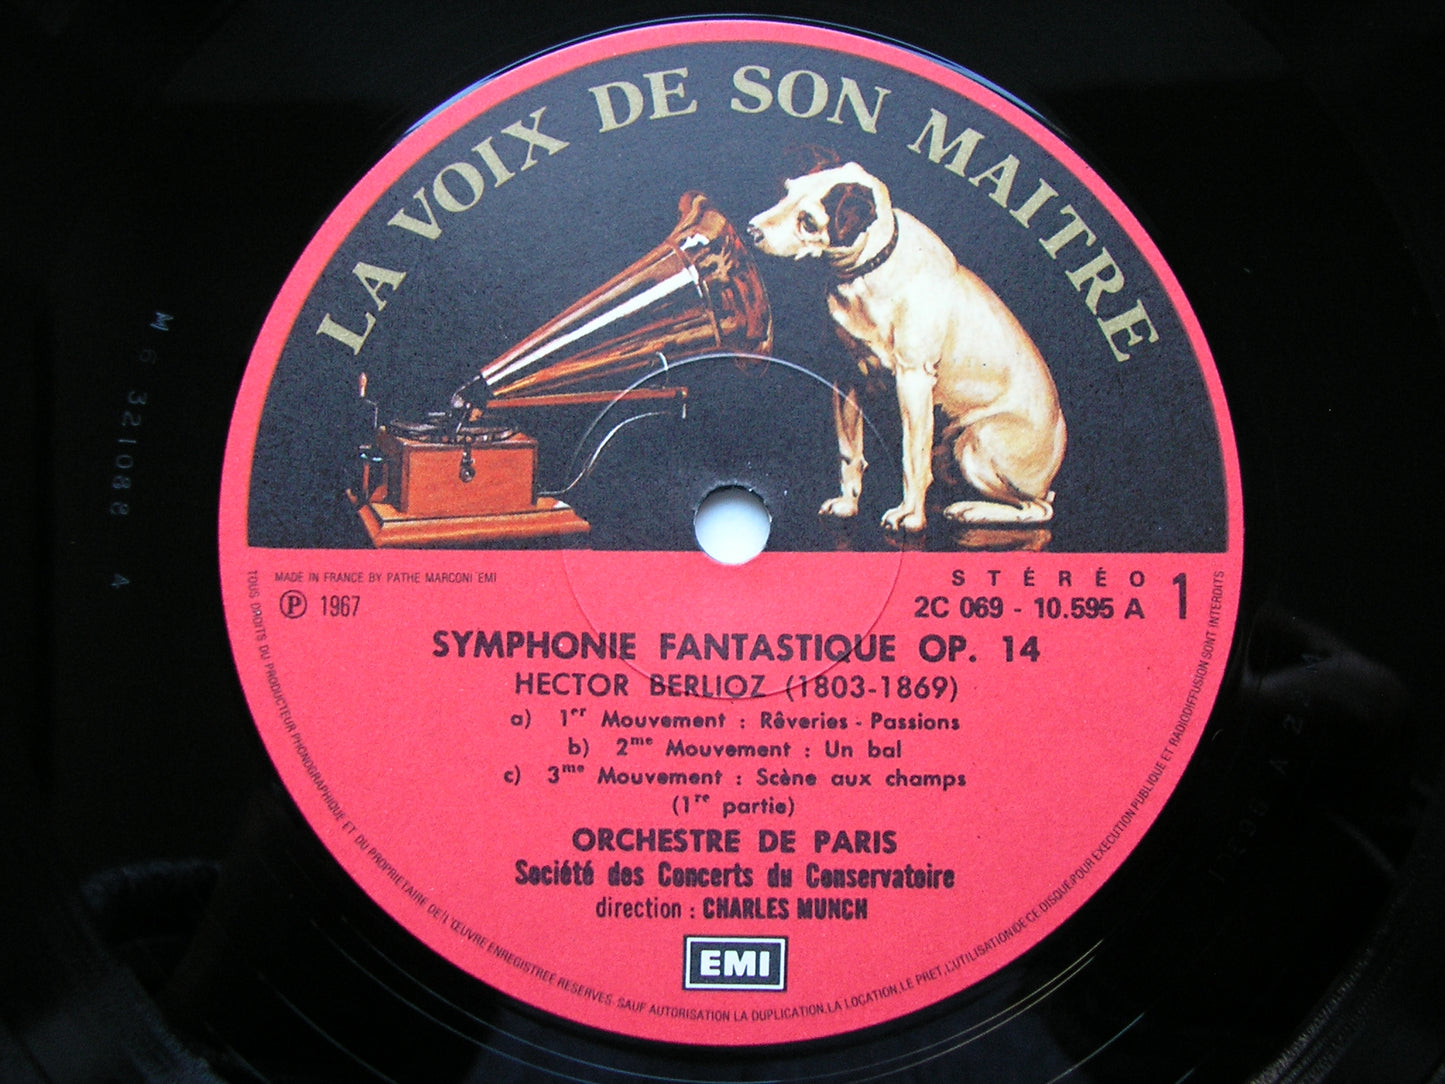 LA VOIX DE SON MAITRE
MADE IN FRANCE BY PATHE MARCONI EMI
Ⓟ 1967
STÉRÉO
2C 069 - 10.595 A
1
SYMPHONIE FANTASTIQUE OP. 14
HECTOR BERLIOZ (1803-1869)
a) 1er Mouvement : Rêveries - Passions
b) 2me Mouvement : Un bal
c) 3me Mouvement : Scène aux champs
(1re partie)
ORCHESTRE DE PARIS
Société des Concerts du Conservatoire
direction : CHARLES MUNCH
EMI
TOUS DROITS DU PRODUCTEUR PHONOGRAPHIQUE ET DU PROPRIETAIRE DE L'ŒUVRE ENREGISTREE RESERVES. SAUF AUTORISATION LA DUPLICATION, LA LOCATION, LE PRET, L'UTILISATION DE CE DISQUE POUR EXECUTION PUBLIQUE ET RADIODIFFUSION SONT INTERDITS
M6 321088 4